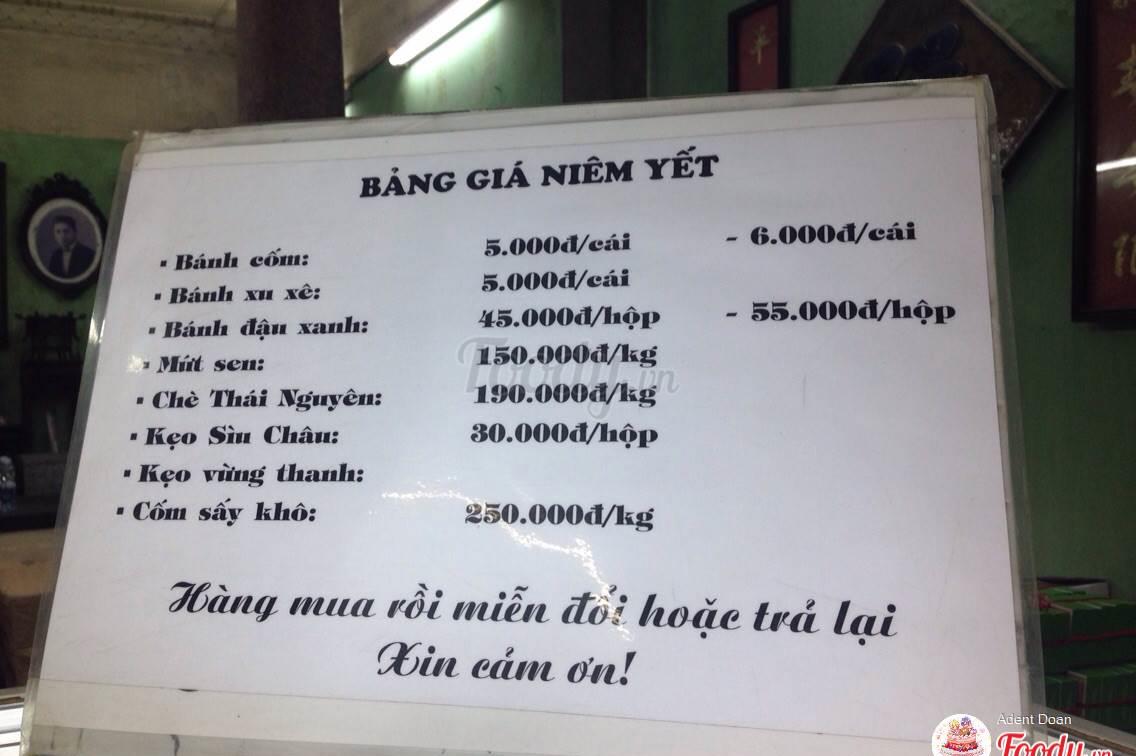 BẢNG GIÁ NIÊM YẾT
▪ Bánh cốm: 5.000đ/cái - 6.000đ/cái
▪ Bánh xu xê: 5.000đ/cái
▪ Bánh đậu xanh: 45.000đ/hộp - 55.000đ/hộp
▪ Mứt sen: 150.000đ/kg
▪ Chè Thái Nguyên: 190.000đ/kg
▪ Kẹo Sìu Châu: 30.000đ/hộp
▪ Kẹo vừng thanh:
▪ Cốm sấy khô: 250.000đ/kg
Hàng mua rồi miễn đổi hoặc trả lại
Xin cảm ơn!
Foody.vn
Adent Doan
Foody.vn